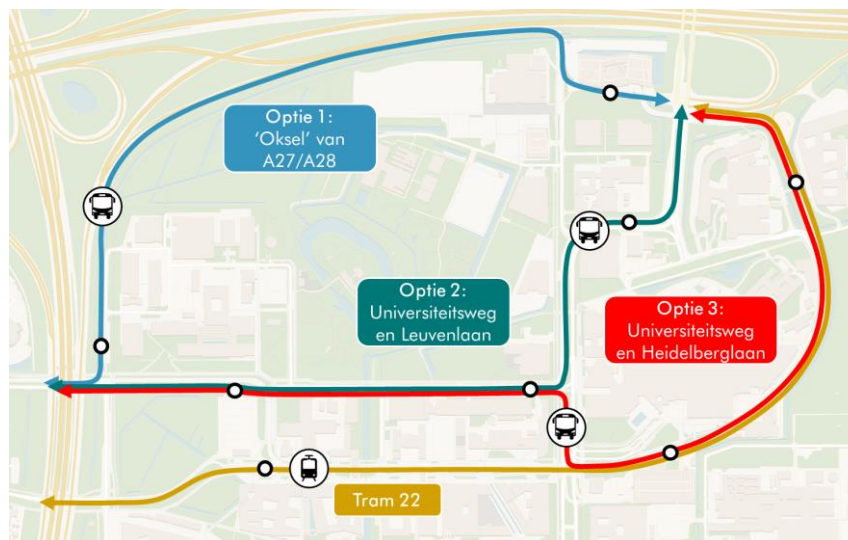 Optie 1:
'Oksel' van
A27/A28
Optie 2:
Universiteitsweg
en Leuvenlaan
Optie 3:
Universiteitsweg
en Heidelberglaan
Tram 22